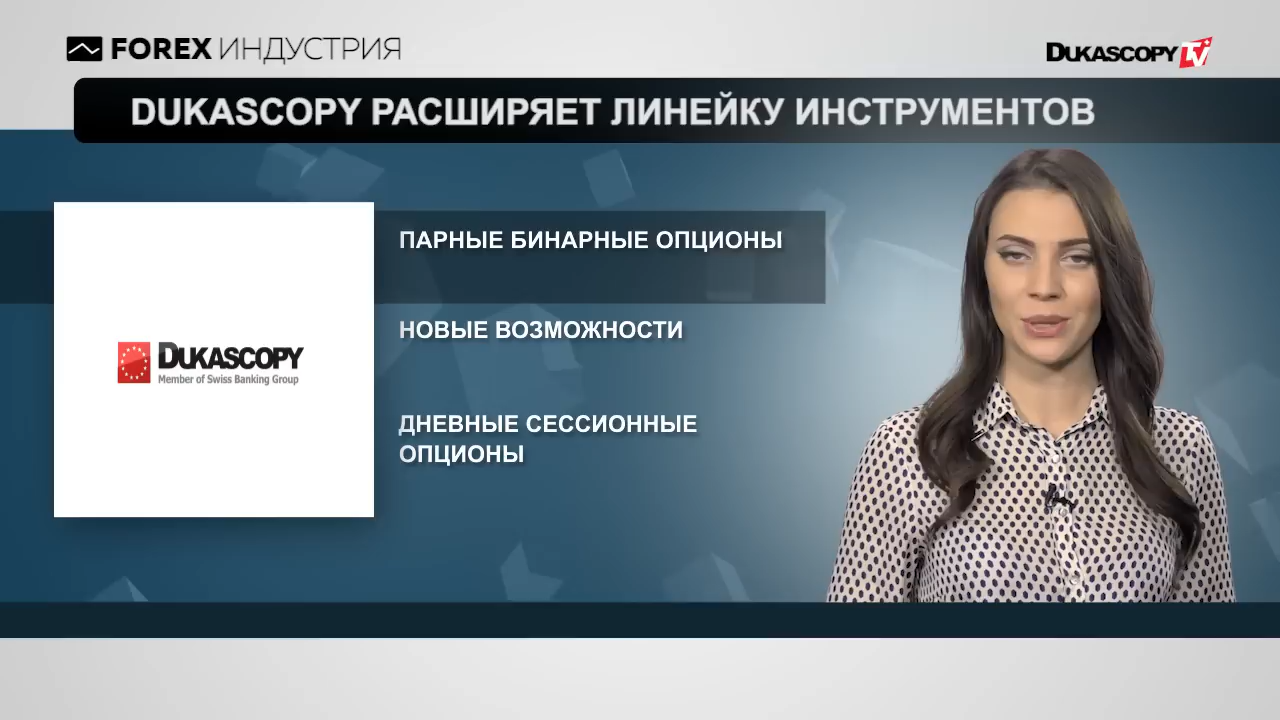 FOREX ИНДУСТРИЯ
DUKASCOPY TV
DUKASCOPY РАСШИРЯЕТ ЛИНЕЙКУ ИНСТРУМЕНТОВ
ПАРНЫЕ БИНАРНЫЕ ОПЦИОНЫ
НОВЫЕ ВОЗМОЖНОСТИ
ДНЕВНЫЕ СЕССИОННЫЕ
ОПЦИОНЫ
DUKASCOPY
Member of Swiss Banking Group